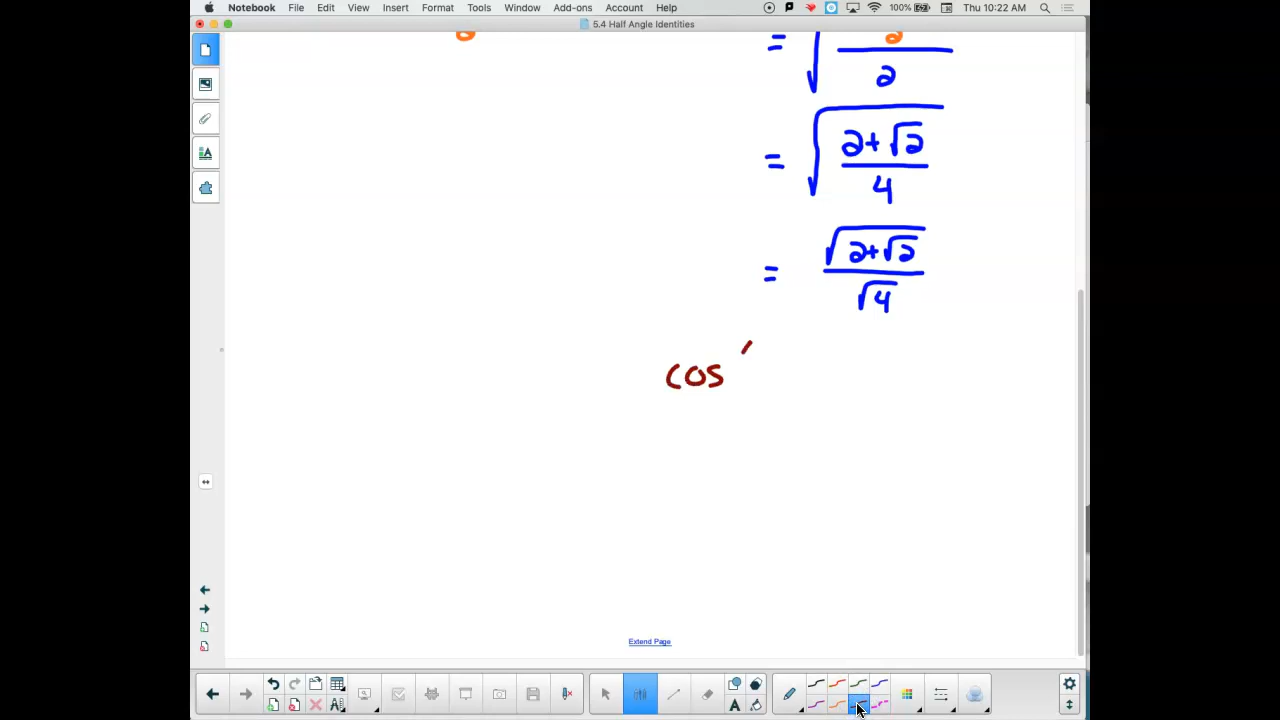 Notebook File Edit View Insert Format Tools Window Add-ons Account Help 100% Thu 10:22 AM
5.4 Half Angle Identities
= √ 2
= √(2+√2)/4
= √(2+√2)/√4
cos
Extend Page